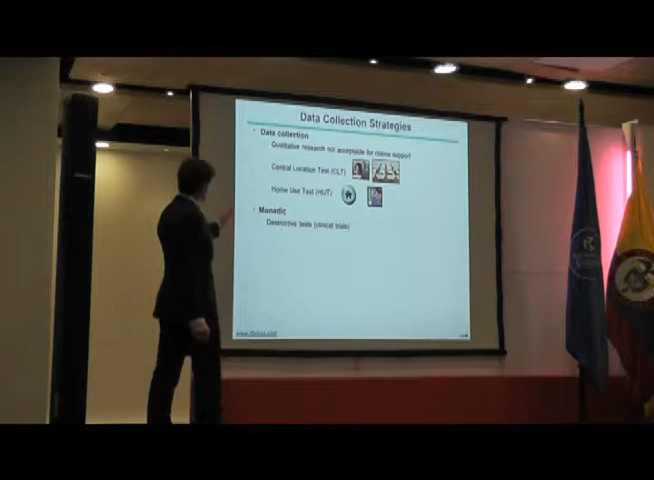 Data Collection Strategies
Data collection
Qualitative research not acceptable for claims support
Central Location Test (CLT)
Home Use Test (HUT)
Monadic
Destructive tests (clinical trials)